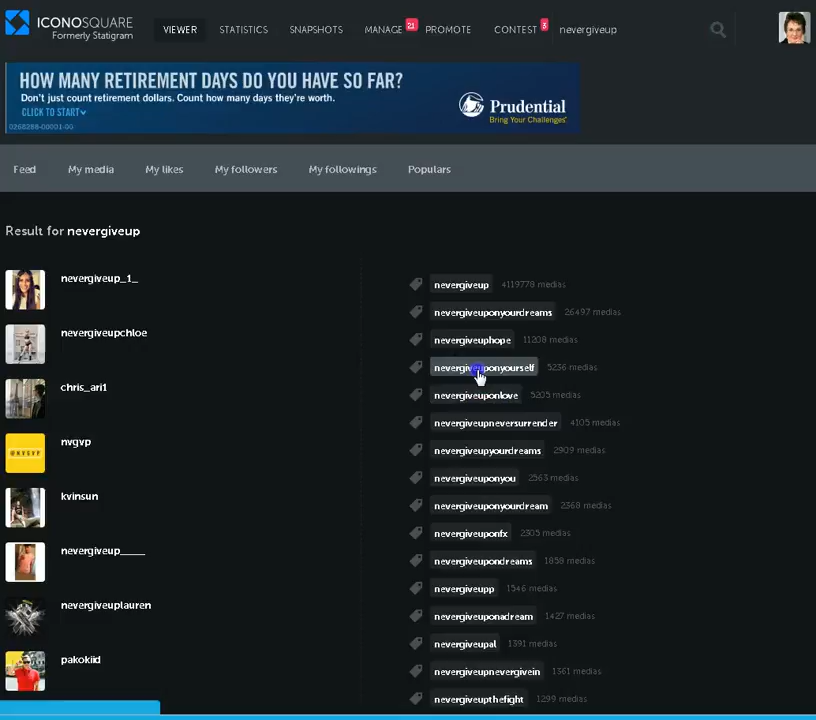 ICONOSQUARE
Formerly Statigram
VIEWER
STATISTICS
SNAPSHOTS
MANAGE 21
PROMOTE
CONTEST 3
nevergiveup
HOW MANY RETIREMENT DAYS DO YOU HAVE SO FAR?
Don't just count retirement dollars. Count how many days they're worth.
CLICK TO START
0268288-00001-00
Prudential
Bring Your Challenges
Feed
My media
My likes
My followers
My followings
Populars
Result for nevergiveup
nevergiveup_1_
nevergiveupchloe
chris_ari1
nvgvp
@NVGVP
kvinsun
nevergiveup_____
nevergiveuplauren
pakokiid
nevergiveup 4119778 medias
nevergiveuponyourdreams 26497 medias
nevergiveuphope 11208 medias
nevergiveuponyourself 5236 medias
nevergiveuponlove 5205 medias
nevergiveupneversurrender 4105 medias
nevergiveupyourdreams 2909 medias
nevergiveuponyou 2563 medias
nevergiveuponyourdream 2368 medias
nevergiveuponfx 2305 medias
nevergiveupondreams 1858 medias
nevergiveupp 1546 medias
nevergiveuponadream 1427 medias
nevergiveupal 1391 medias
nevergiveupnevergivein 1361 medias
nevergiveupthefight 1299 medias